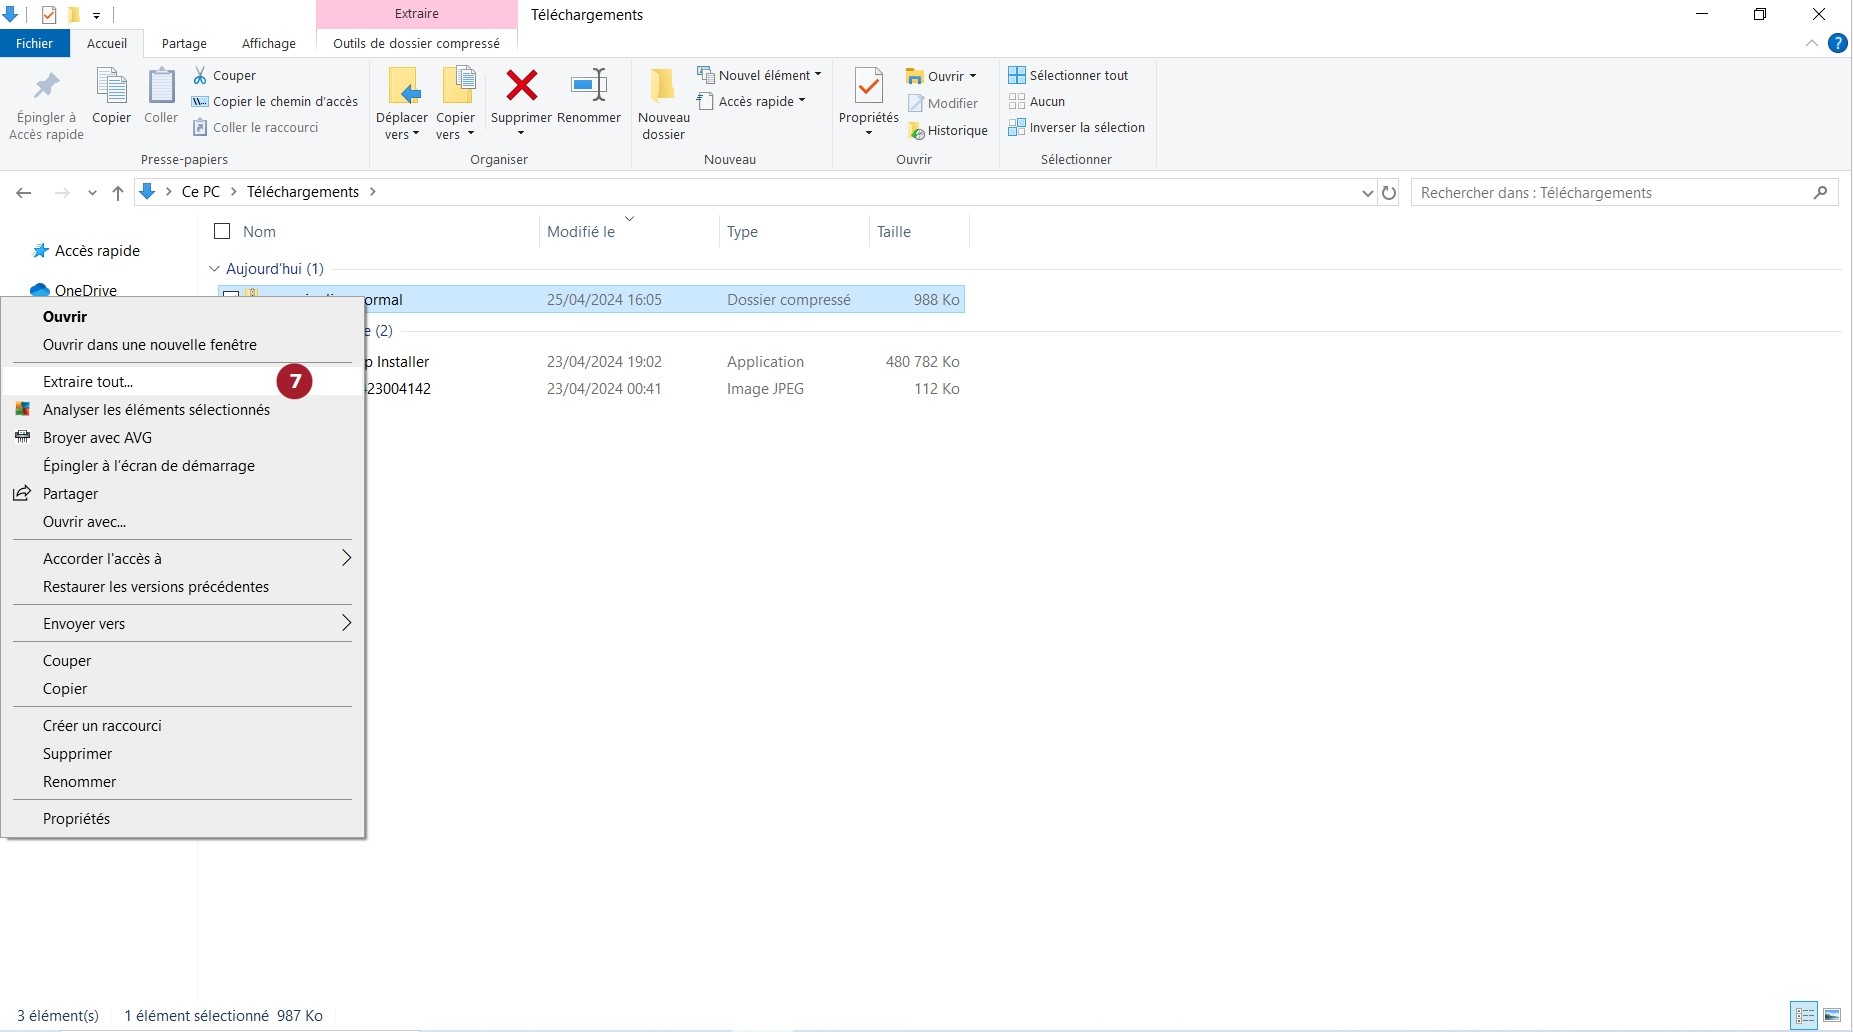 Extraire
Téléchargements
Fichier
Accueil
Partage
Affichage
Outils de dossier compressé
?
Épingler à
Accès rapide
Copier
Coller
Couper
Copier le chemin d'accès
Coller le raccourci
Presse-papiers
Déplacer
vers
Copier
vers
Supprimer
Renommer
Organiser
Nouveau
dossier
Nouvel élément
Accès rapide
Nouveau
Propriétés
Ouvrir
Modifier
Historique
Ouvrir
Sélectionner tout
Aucun
Inverser la sélection
Sélectionner
Ce PC
Téléchargements
Rechercher dans : Téléchargements
Nom
Modifié le
Type
Taille
Accès rapide
OneDrive
Aujourd'hui (1)
ormal 25/04/2024 16:05 Dossier compressé 988 Ko
e (2)
p Installer 23/04/2024 19:02 Application 480 782 Ko
423004142 23/04/2024 00:41 Image JPEG 112 Ko
Ouvrir
Ouvrir dans une nouvelle fenêtre
Extraire tout...
7
Analyser les éléments sélectionnés
Broyer avec AVG
Épingler à l'écran de démarrage
Partager
Ouvrir avec...
Accorder l'accès à
Restaurer les versions précédentes
Envoyer vers
Couper
Copier
Créer un raccourci
Supprimer
Renommer
Propriétés
3 élément(s)
1 élément sélectionné 987 Ko